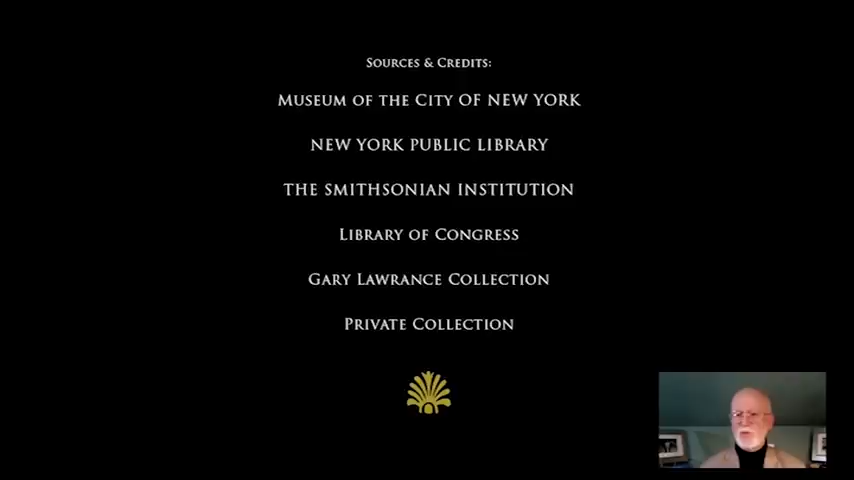 Sources & Credits:
Museum of the City OF NEW YORK
NEW YORK PUBLIC LIBRARY
THE SMITHSONIAN INSTITUTION
Library of Congress
Gary Lawrance Collection
Private Collection